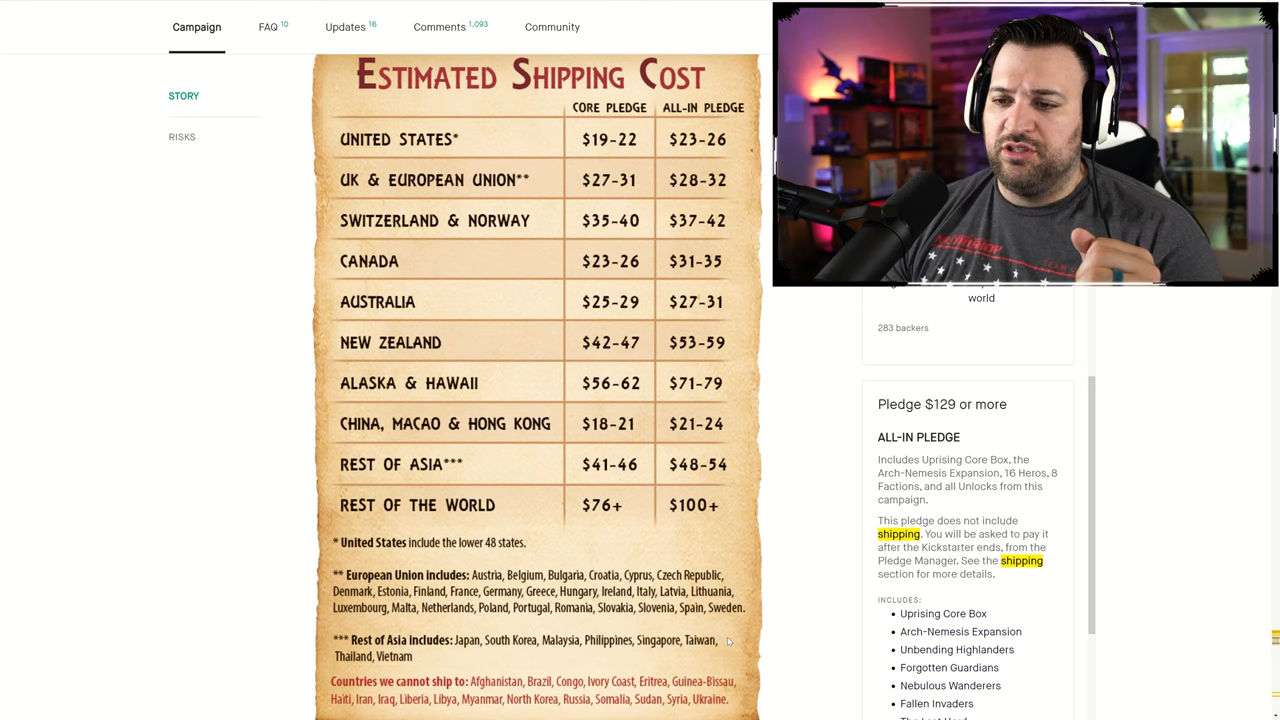 Campaign
FAQ 10
Updates 16
Comments 1,093
Community
STORY
RISKS
ESTIMATED SHIPPING COST
CORE PLEDGE ALL-IN PLEDGE
UNITED STATES* $19-22 $23-26
UK & EUROPEAN UNION** $27-31 $28-32
SWITZERLAND & NORWAY $35-40 $37-42
CANADA $23-26 $31-35
AUSTRALIA $25-29 $27-31
NEW ZEALAND $42-47 $53-59
ALASKA & HAWAII $56-62 $71-79
CHINA, MACAO & HONG KONG $18-21 $21-24
REST OF ASIA*** $41-46 $48-54
REST OF THE WORLD $76+ $100+
* United States include the lower 48 states.
** European Union includes: Austria, Belgium, Bulgaria, Croatia, Cyprus, Czech Republic,
Denmark, Estonia, Finland, France, Germany, Greece, Hungary, Ireland, Italy, Latvia, Lithuania,
Luxembourg, Malta, Netherlands, Poland, Portugal, Romania, Slovakia, Slovenia, Spain, Sweden.
*** Rest of Asia includes: Japan, South Korea, Malaysia, Philippines, Singapore, Taiwan,
Thailand, Vietnam
Countries we cannot ship to: Afghanistan, Brazil, Congo, Ivory Coast, Eritrea, Guinea-Bissau,
Haiti, Iran, Iraq, Liberia, Libya, Myanmar, North Korea, Russia, Somalia, Sudan, Syria, Ukraine.
world
283 backers
Pledge $129 or more
ALL-IN PLEDGE
Includes Uprising Core Box, the
Arch-Nemesis Expansion, 16 Heros, 8
Factions, and all Unlocks from this
campaign.
This pledge does not include
shipping. You will be asked to pay it
after the Kickstarter ends, from the
Pledge Manager. See the shipping
section for more details.
INCLUDES:
• Uprising Core Box
• Arch-Nemesis Expansion
• Unbending Highlanders
• Forgotten Guardians
• Nebulous Wanderers
• Fallen Invaders